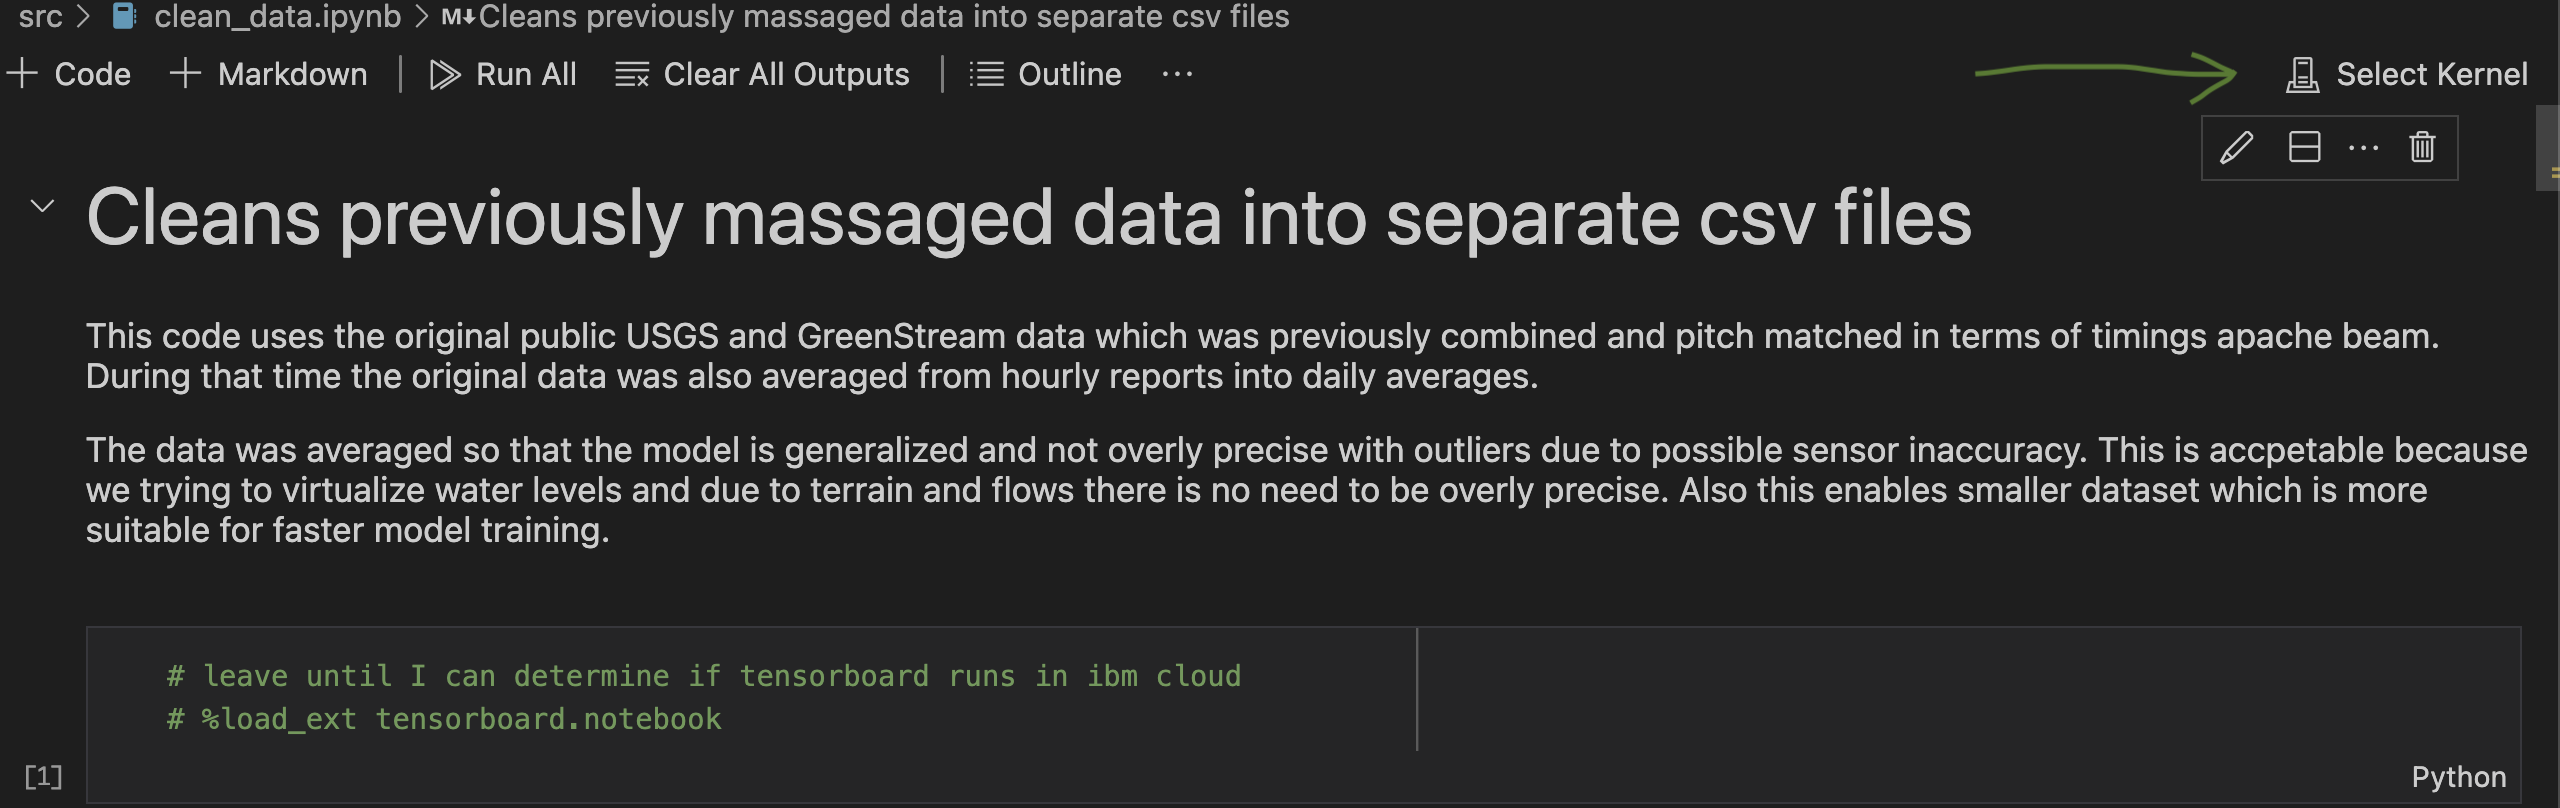 src > clean_data.ipynb > M↓ Cleans previously massaged data into separate csv files
+ Code + Markdown | Run All Clear All Outputs | Outline ... Select Kernel
...
Cleans previously massaged data into separate csv files
This code uses the original public USGS and GreenStream data which was previously combined and pitch matched in terms of timings apache beam.
During that time the original data was also averaged from hourly reports into daily averages.
The data was averaged so that the model is generalized and not overly precise with outliers due to possible sensor inaccuracy. This is accpetable because
we trying to virtualize water levels and due to terrain and flows there is no need to be overly precise. Also this enables smaller dataset which is more
suitable for faster model training.
# leave until I can determine if tensorboard runs in ibm cloud
# %load_ext tensorboard.notebook
[1] Python